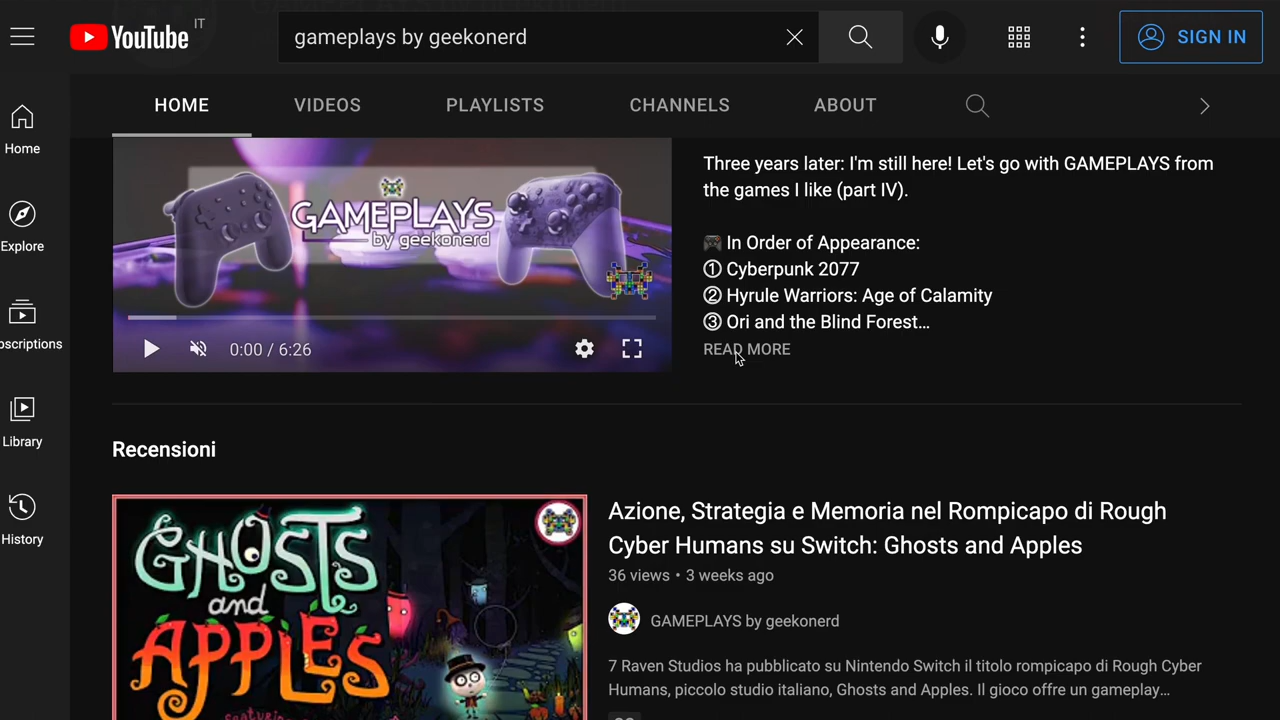 YouTube IT
gameplays by geekonerd
SIGN IN
HOME
VIDEOS
PLAYLISTS
CHANNELS
ABOUT
Home
Explore
bscriptions
Library
History
GAMEPLAYS
by geekonerd
0:00 / 6:26
Three years later: I'm still here! Let's go with GAMEPLAYS from
the games I like (part IV).
🎮 In Order of Appearance:
① Cyberpunk 2077
② Hyrule Warriors: Age of Calamity
③ Ori and the Blind Forest...
READ MORE
Recensioni
GHOSTS
and
APPLES
Azione, Strategia e Memoria nel Rompicapo di Rough
Cyber Humans su Switch: Ghosts and Apples
36 views • 3 weeks ago
GAMEPLAYS by geekonerd
7 Raven Studios ha pubblicato su Nintendo Switch il titolo rompicapo di Rough Cyber
Humans, piccolo studio italiano, Ghosts and Apples. Il gioco offre un gameplay...